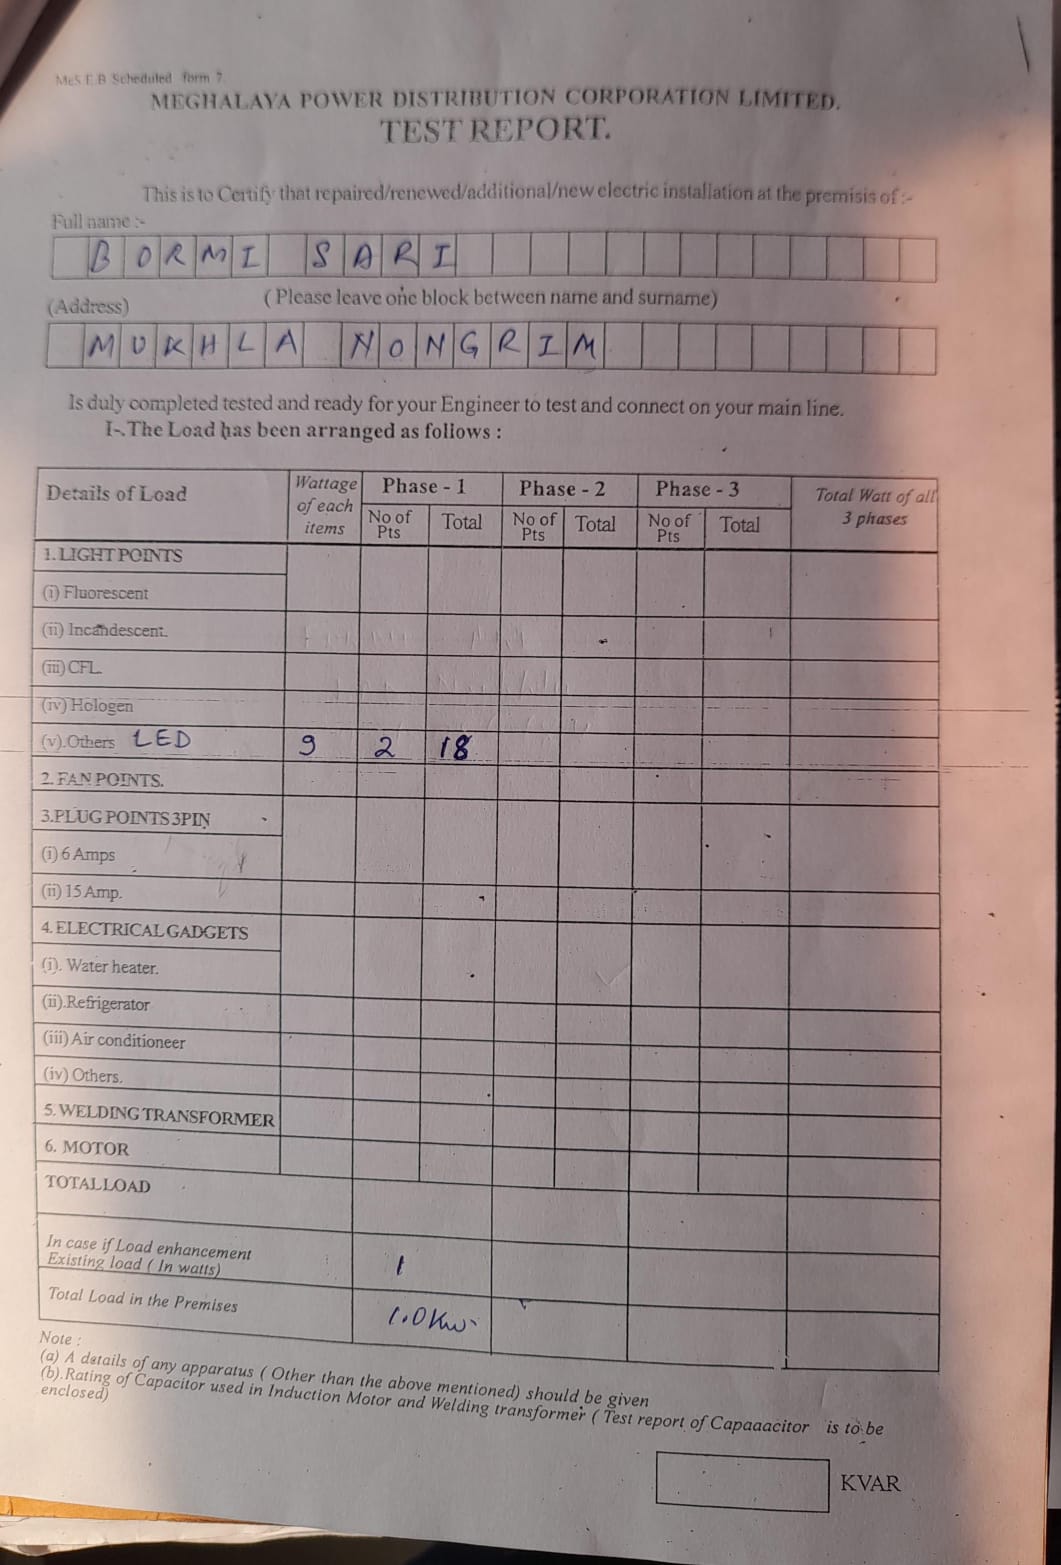 MeS E.B Scheduled form 7.
MEGHALAYA POWER DISTRIBUTION CORPORATION LIMITED.
TEST REPORT.
This is to Certify that repaired/renewed/additional/new electric installation at the premisis of :-
Full name :-
BORMI SARI
(Address) ( Please leave one block between name and surname)
MUKHLA NONGRIM
Is duly completed tested and ready for your Engineer to test and connect on your main line.
I-.The Load has been arranged as follows :
Details of Load Wattage of each items Phase - 1 Phase - 2 Phase - 3 Total Watt of all 3 phases
No of Pts Total No of Pts Total No of Pts Total
1. LIGHT POINTS
(i) Fluorescent
(ii) Incandescent.
(iii) CFL.
(iv) Hologen
(v).Others LED 9 2 18
2. FAN POINTS.
3.PLUG POINTS 3PIN
(i) 6 Amps
(ii) 15 Amp.
4. ELECTRICAL GADGETS
(i). Water heater.
(ii).Refrigerator
(iii) Air conditioneer
(iv) Others.
5. WELDING TRANSFORMER
6. MOTOR
TOTAL LOAD
In case if Load enhancement
Existing load ( In watts) 1
Total Load in the Premises 1.0 Kw.
Note :
(a) A details of any apparatus ( Other than the above mentioned) should be given
(b).Rating of Capacitor used in Induction Motor and Welding transformer ( Test report of Capaaacitor is to be
enclosed)
KVAR